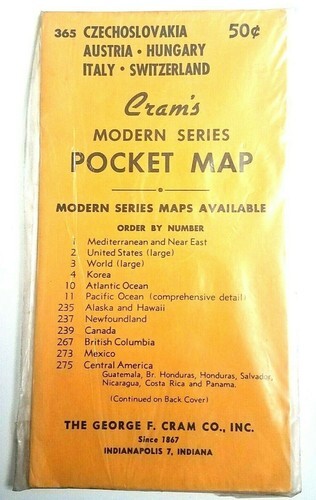 365 CZECHOSLOVAKIA 50¢
AUSTRIA • HUNGARY
ITALY • SWITZERLAND
Cram's
MODERN SERIES
POCKET MAP
MODERN SERIES MAPS AVAILABLE
ORDER BY NUMBER
1 Mediterranean and Near East
2 United States (large)
3 World (large)
4 Korea
10 Atlantic Ocean
11 Pacific Ocean (comprehensive detail)
235 Alaska and Hawaii
237 Newfoundland
239 Canada
267 British Columbia
273 Mexico
275 Central America
Guatemala, Br. Honduras, Honduras, Salvador,
Nicaragua, Costa Rica and Panama.
(Continued on Back Cover)
THE GEORGE F. CRAM CO., INC.
Since 1867
INDIANAPOLIS 7, INDIANA